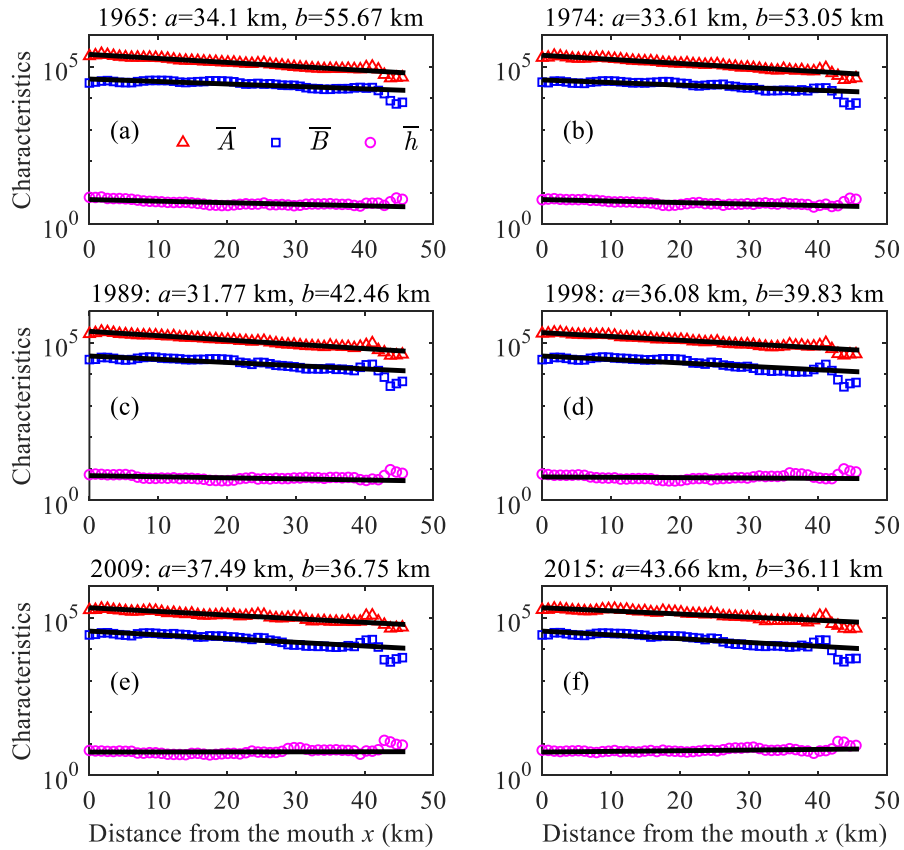 1965: a=34.1 km, b=55.67 km
1974: a=33.61 km, b=53.05 km
Characteristics
10^5
10^0
(a)
A̅ B̅ h̅
0 10 20 30 40 50
10^5
10^0
(b)
0 10 20 30 40 50
1989: a=31.77 km, b=42.46 km
1998: a=36.08 km, b=39.83 km
Characteristics
10^5
10^0
(c)
0 10 20 30 40 50
10^5
10^0
(d)
0 10 20 30 40 50
2009: a=37.49 km, b=36.75 km
2015: a=43.66 km, b=36.11 km
Characteristics
10^5
10^0
(e)
0 10 20 30 40 50
Distance from the mouth x (km)
10^5
10^0
(f)
0 10 20 30 40 50
Distance from the mouth x (km)